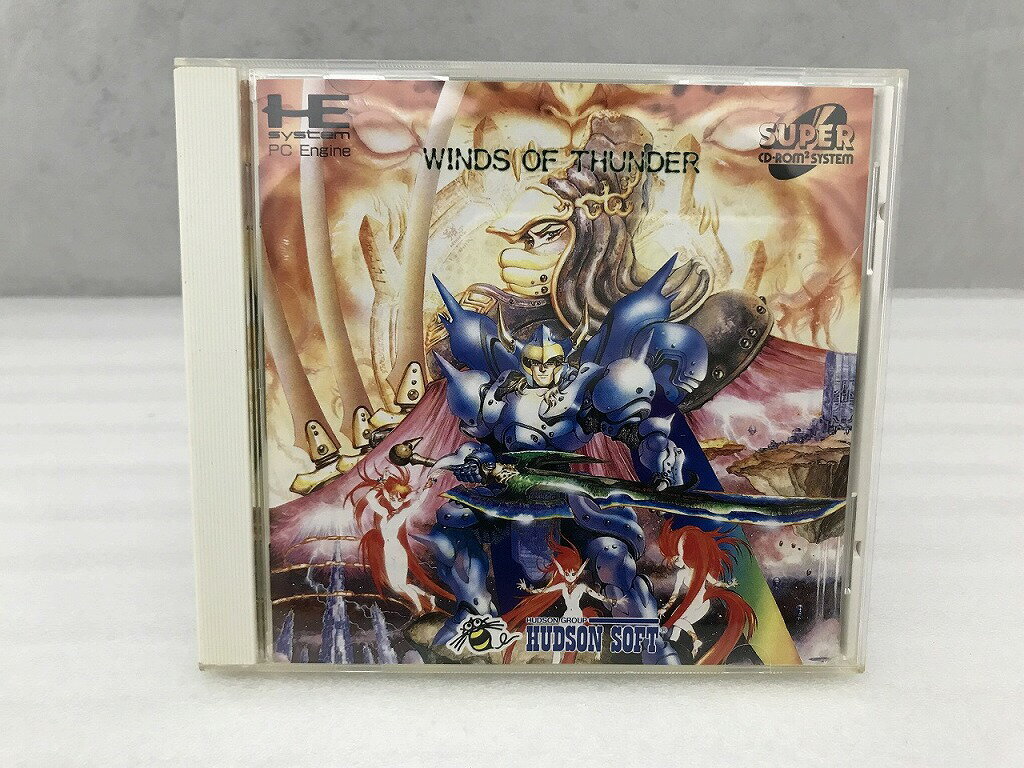 HE
system
PC Engine
WINDS OF THUNDER
SUPER
CD-ROM² SYSTEM
HUDSON GROUP
HUDSON SOFT